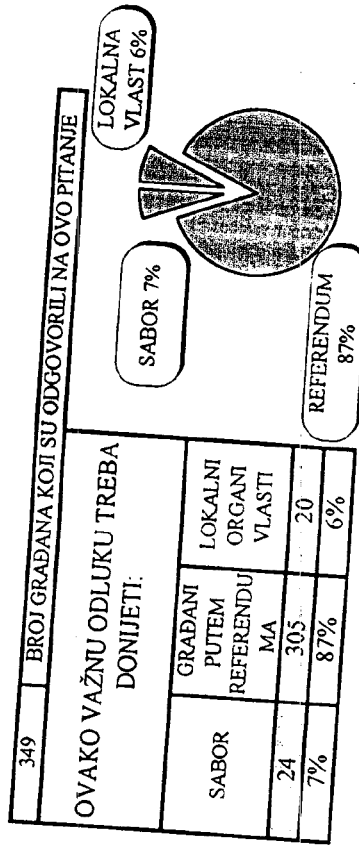 349 BROJ GRAĐANA KOJI SU ODGOVORILI NA OVO PITANJE
OVAKO VAŽNU ODLUKU TREBA
DONIJETI:
SABOR
GRAĐANI
PUTEM
REFERENDU
MA
LOKALNI
ORGANI
VLASTI
24 305 20
7% 87% 6%
SABOR 7%
LOKALNA
VLAST 6%
REFERENDUM
87%